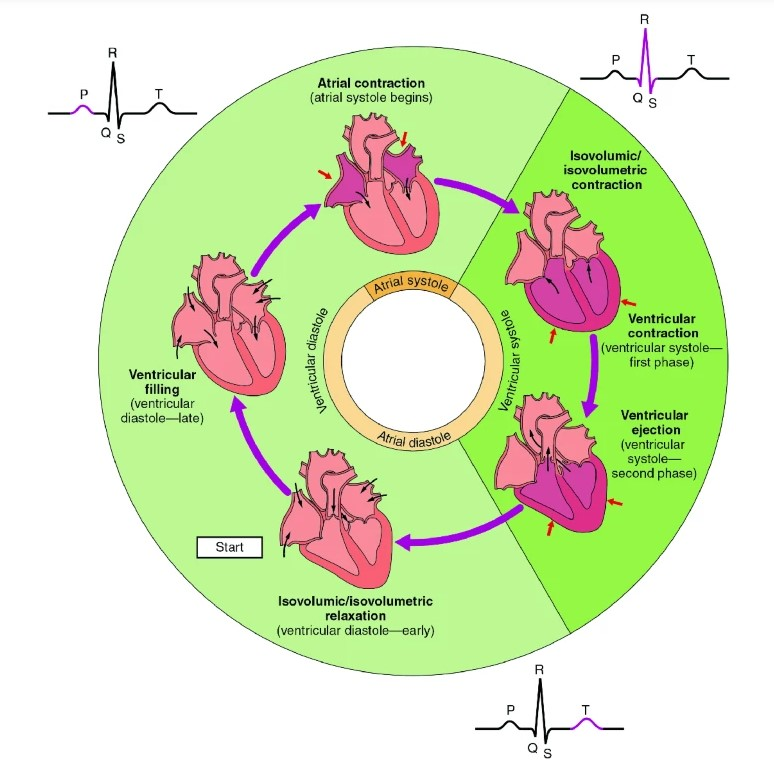 R
P
T
Q
S
R
P
T
Q
S
Atrial contraction
(atrial systole begins)
Isovolumic/
isovolumetric
contraction
Atrial systole
Ventricular diastole
Ventricular systole
Atrial diastole
Ventricular
contraction
(ventricular systole—
first phase)
Ventricular
filling
(ventricular
diastole—late)
Ventricular
ejection
(ventricular
systole—
second phase)
Start
Isovolumic/isovolumetric
relaxation
(ventricular diastole—early)
R
P
T
Q
S